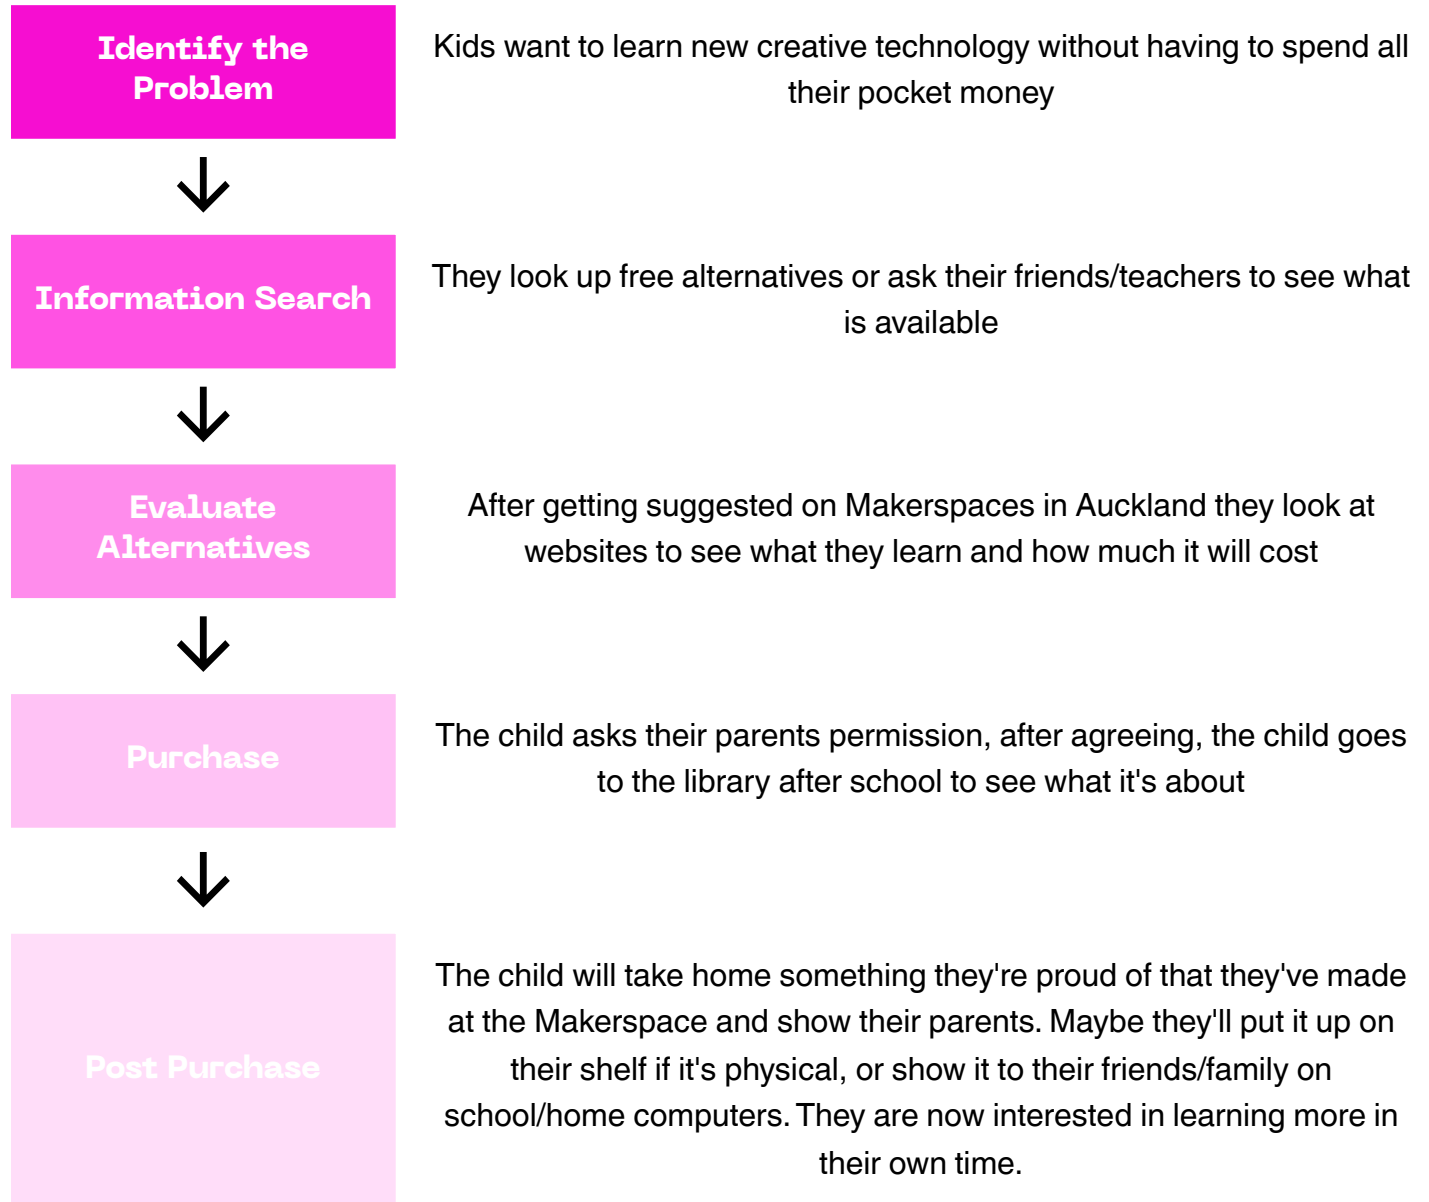 Identify the
Problem
Kids want to learn new creative technology without having to spend all
their pocket money
Information Search
They look up free alternatives or ask their friends/teachers to see what
is available
Evaluate
Alternatives
After getting suggested on Makerspaces in Auckland they look at
websites to see what they learn and how much it will cost
Purchase
The child asks their parents permission, after agreeing, the child goes
to the library after school to see what it's about
Post Purchase
The child will take home something they're proud of that they've made
at the Makerspace and show their parents. Maybe they'll put it up on
their shelf if it's physical, or show it to their friends/family on
school/home computers. They are now interested in learning more in
their own time.